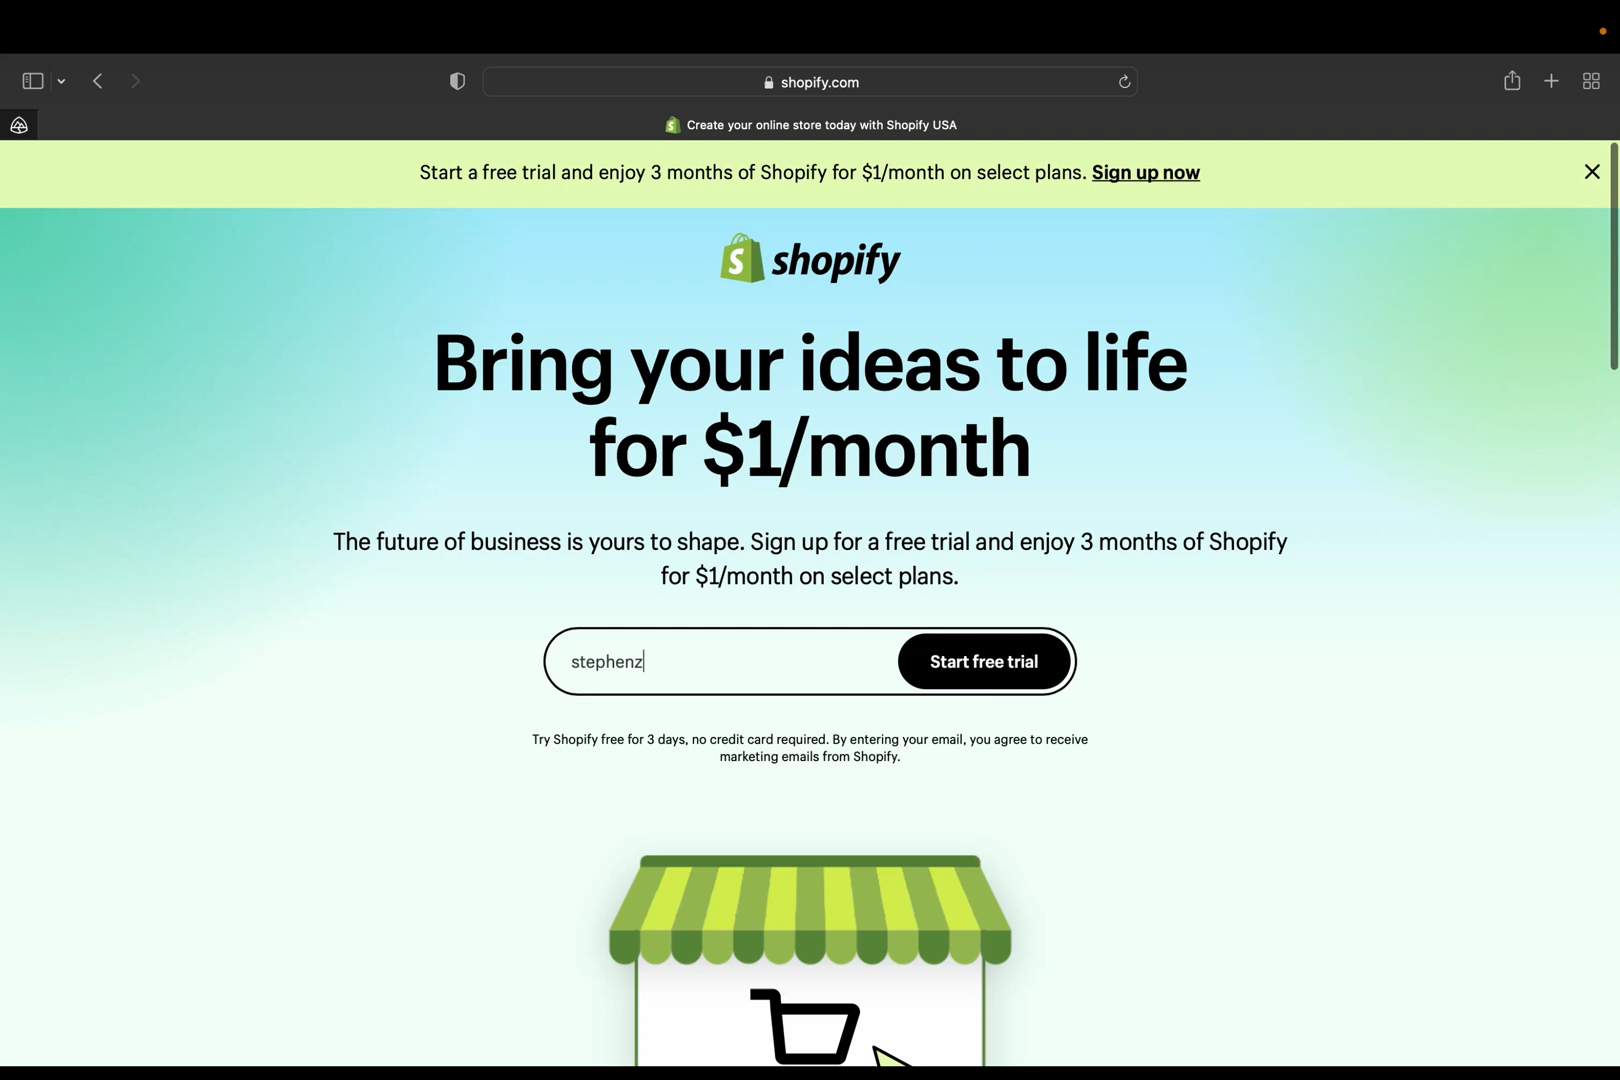 shopify.com
Create your online store today with Shopify USA
Start a free trial and enjoy 3 months of Shopify for $1/month on select plans. Sign up now
shopify
Bring your ideas to life
for $1/month
The future of business is yours to shape. Sign up for a free trial and enjoy 3 months of Shopify
for $1/month on select plans.
stephenz
Start free trial
Try Shopify free for 3 days, no credit card required. By entering your email, you agree to receive
marketing emails from Shopify.